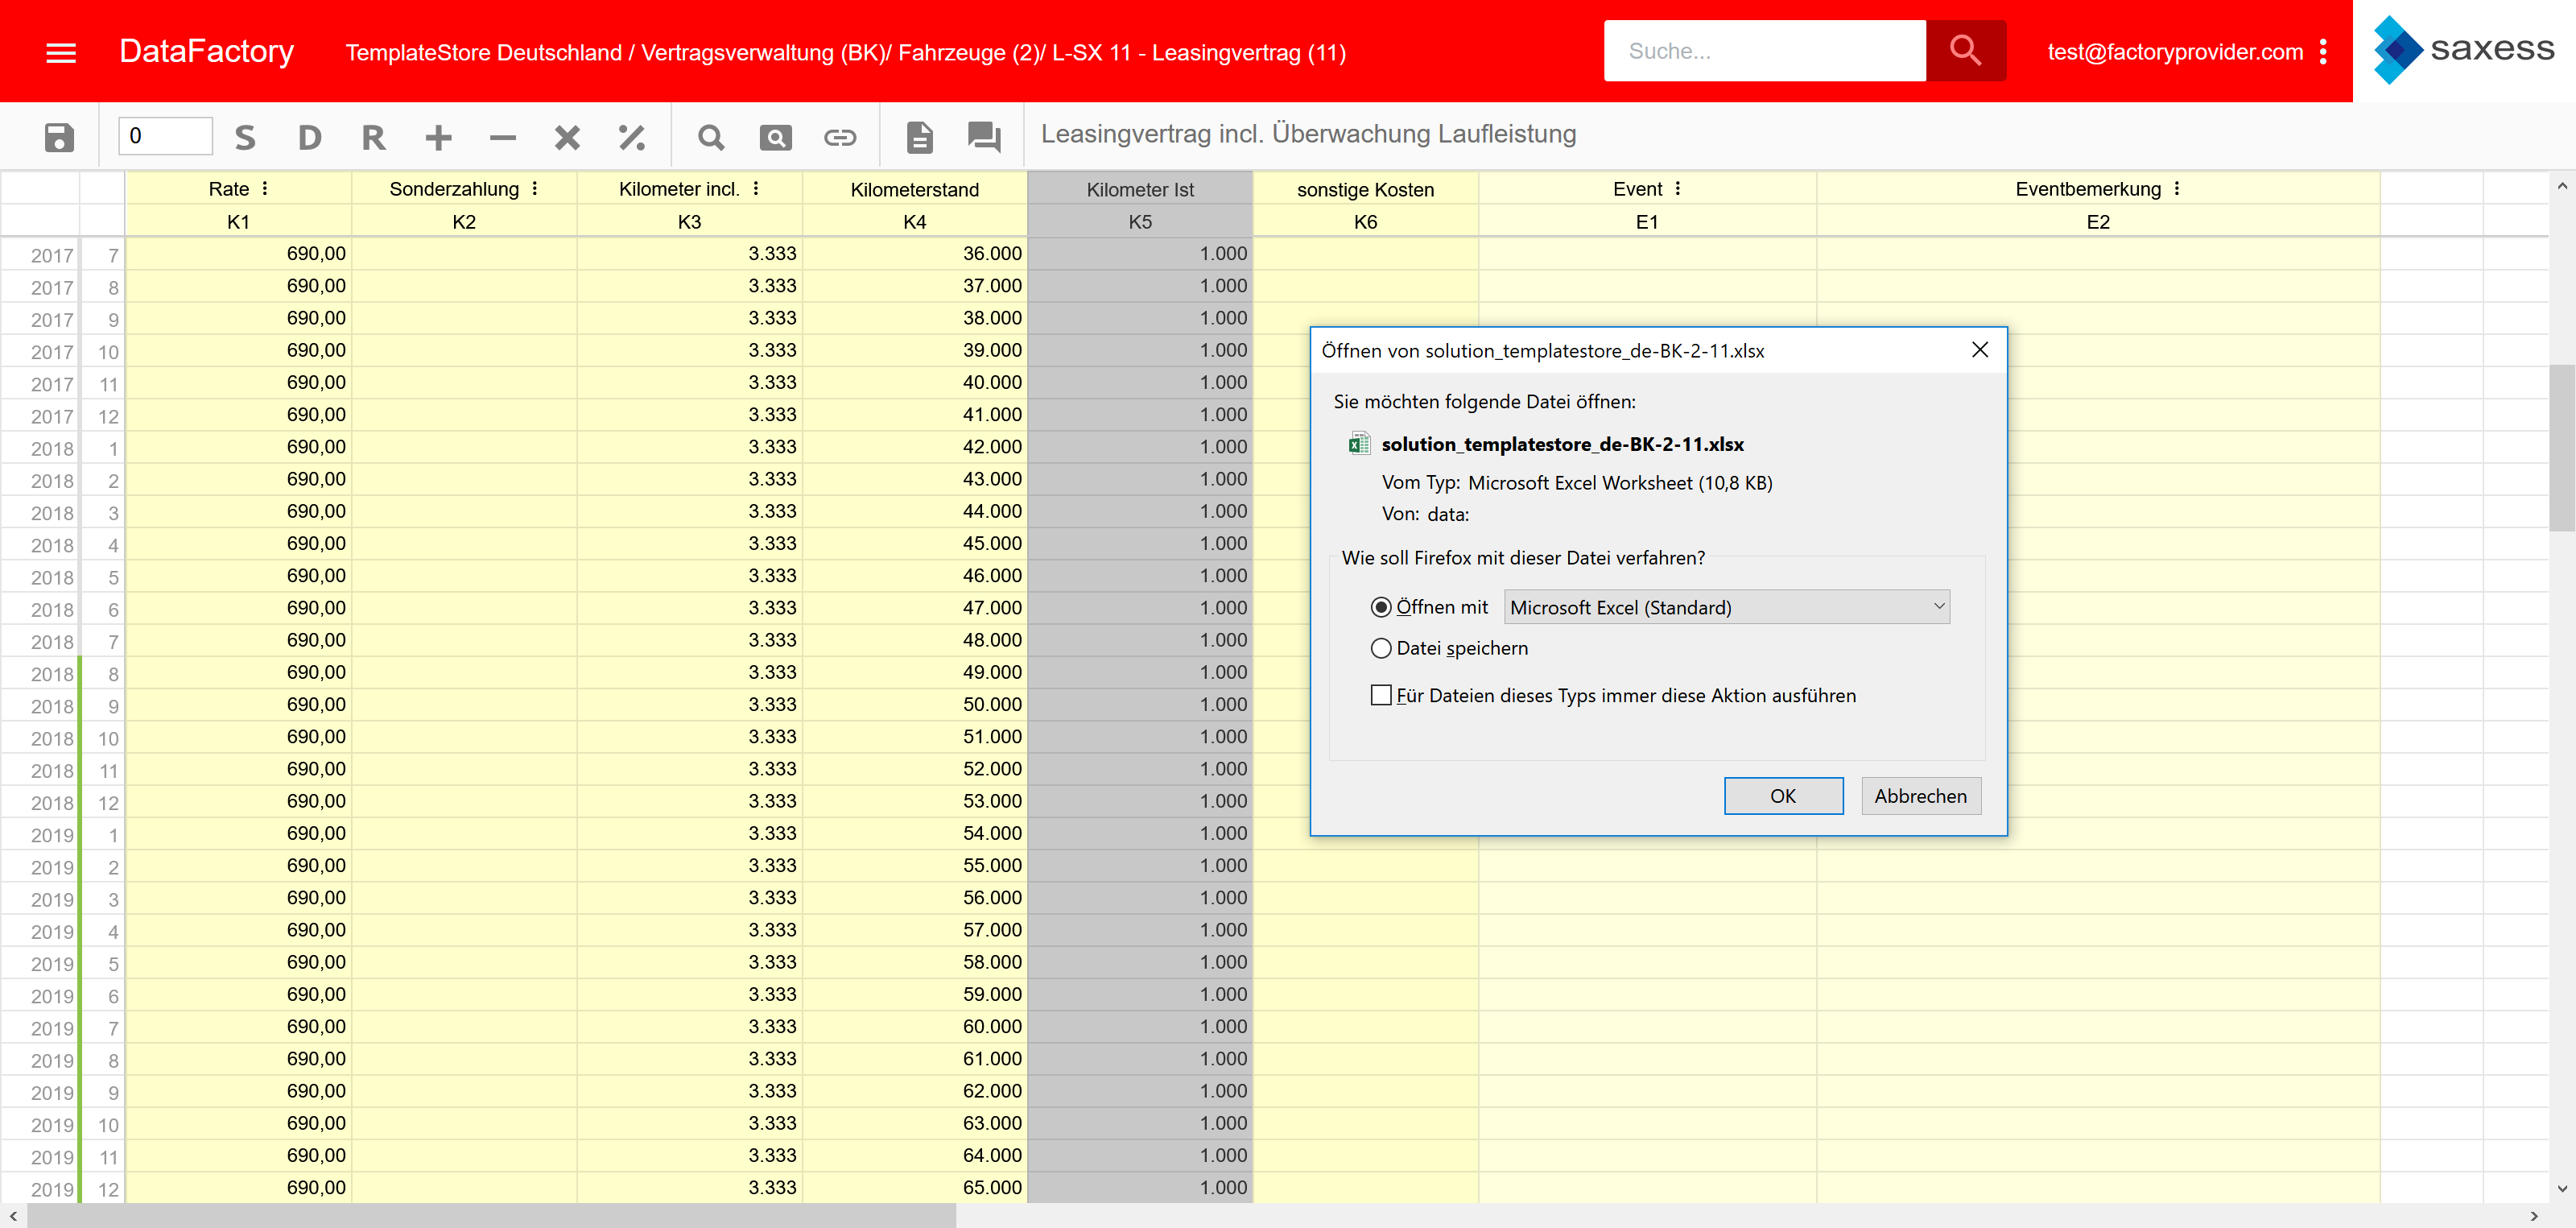 DataFactory TemplateStore Deutschland / Vertragsverwaltung (BK)/ Fahrzeuge (2)/ L-SX 11 - Leasingvertrag (11) Suche... test@factoryprovider.com saxess
0 S D R Leasingvertrag incl. Überwachung Laufleistung
Rate Sonderzahlung Kilometer incl. Kilometerstand Kilometer Ist sonstige Kosten Event Eventbemerkung
K1 K2 K3 K4 K5 K6 E1 E2
2017 7 690,00 3.333 36.000 1.000
2017 8 690,00 3.333 37.000 1.000
2017 9 690,00 3.333 38.000 1.000
2017 10 690,00 3.333 39.000 1.000
2017 11 690,00 3.333 40.000 1.000
2017 12 690,00 3.333 41.000 1.000
2018 1 690,00 3.333 42.000 1.000
2018 2 690,00 3.333 43.000 1.000
2018 3 690,00 3.333 44.000 1.000
2018 4 690,00 3.333 45.000 1.000
2018 5 690,00 3.333 46.000 1.000
2018 6 690,00 3.333 47.000 1.000
2018 7 690,00 3.333 48.000 1.000
2018 8 690,00 3.333 49.000 1.000
2018 9 690,00 3.333 50.000 1.000
2018 10 690,00 3.333 51.000 1.000
2018 11 690,00 3.333 52.000 1.000
2018 12 690,00 3.333 53.000 1.000
2019 1 690,00 3.333 54.000 1.000
2019 2 690,00 3.333 55.000 1.000
2019 3 690,00 3.333 56.000 1.000
2019 4 690,00 3.333 57.000 1.000
2019 5 690,00 3.333 58.000 1.000
2019 6 690,00 3.333 59.000 1.000
2019 7 690,00 3.333 60.000 1.000
2019 8 690,00 3.333 61.000 1.000
2019 9 690,00 3.333 62.000 1.000
2019 10 690,00 3.333 63.000 1.000
2019 11 690,00 3.333 64.000 1.000
2019 12 690,00 3.333 65.000 1.000
Öffnen von solution_templatestore_de-BK-2-11.xlsx
Sie möchten folgende Datei öffnen:
solution_templatestore_de-BK-2-11.xlsx
Vom Typ: Microsoft Excel Worksheet (10,8 KB)
Von: data:
Wie soll Firefox mit dieser Datei verfahren?
Öffnen mit Microsoft Excel (Standard)
Datei speichern
Für Dateien dieses Typs immer diese Aktion ausführen
OK Abbrechen